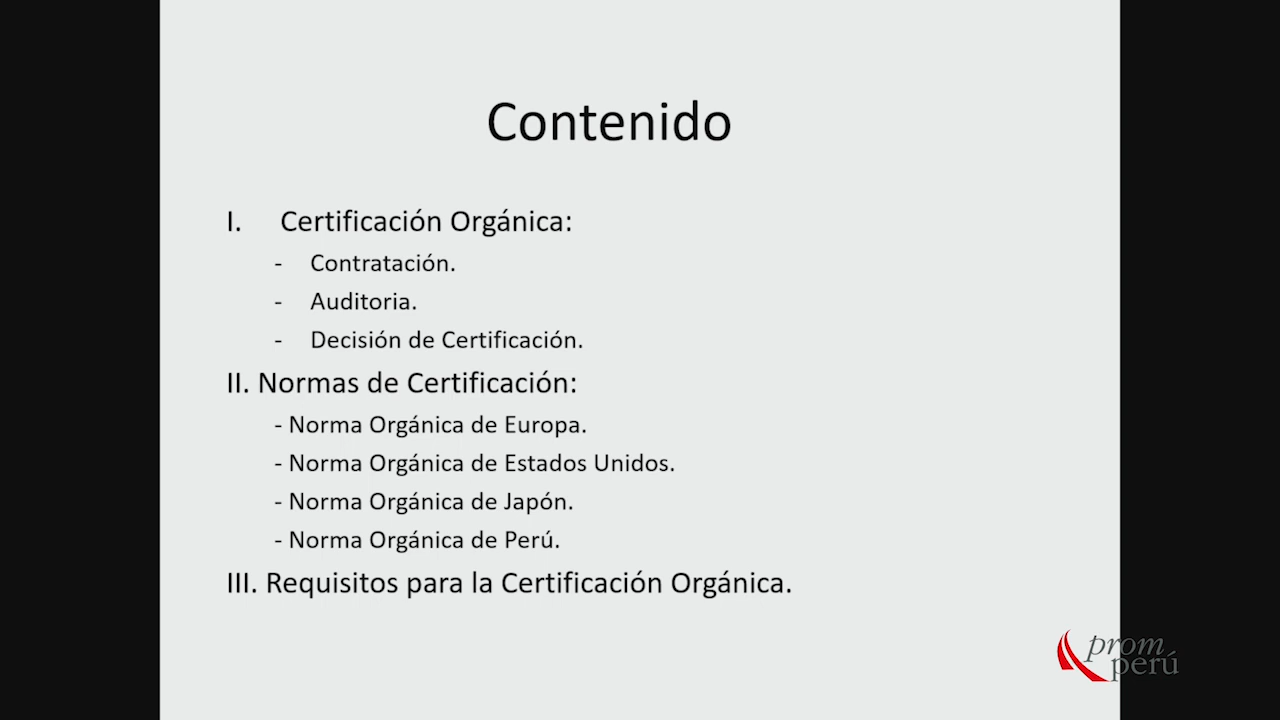 Contenido
I. Certificación Orgánica:
- Contratación.
- Auditoria.
- Decisión de Certificación.
II. Normas de Certificación:
- Norma Orgánica de Europa.
- Norma Orgánica de Estados Unidos.
- Norma Orgánica de Japón.
- Norma Orgánica de Perú.
III. Requisitos para la Certificación Orgánica.
prom
perú